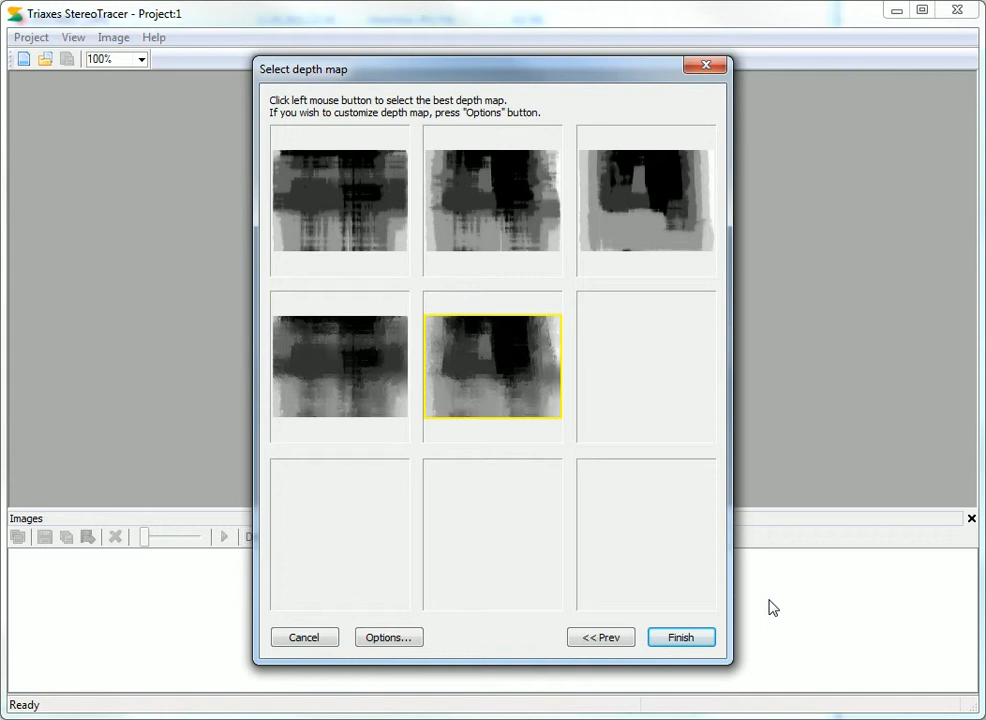 Triaxes StereoTracer - Project:1
Project View Image Help
100%
Select depth map
Click left mouse button to select the best depth map.
If you wish to customize depth map, press "Options" button.
Images
Cancel Options... << Prev Finish
Ready